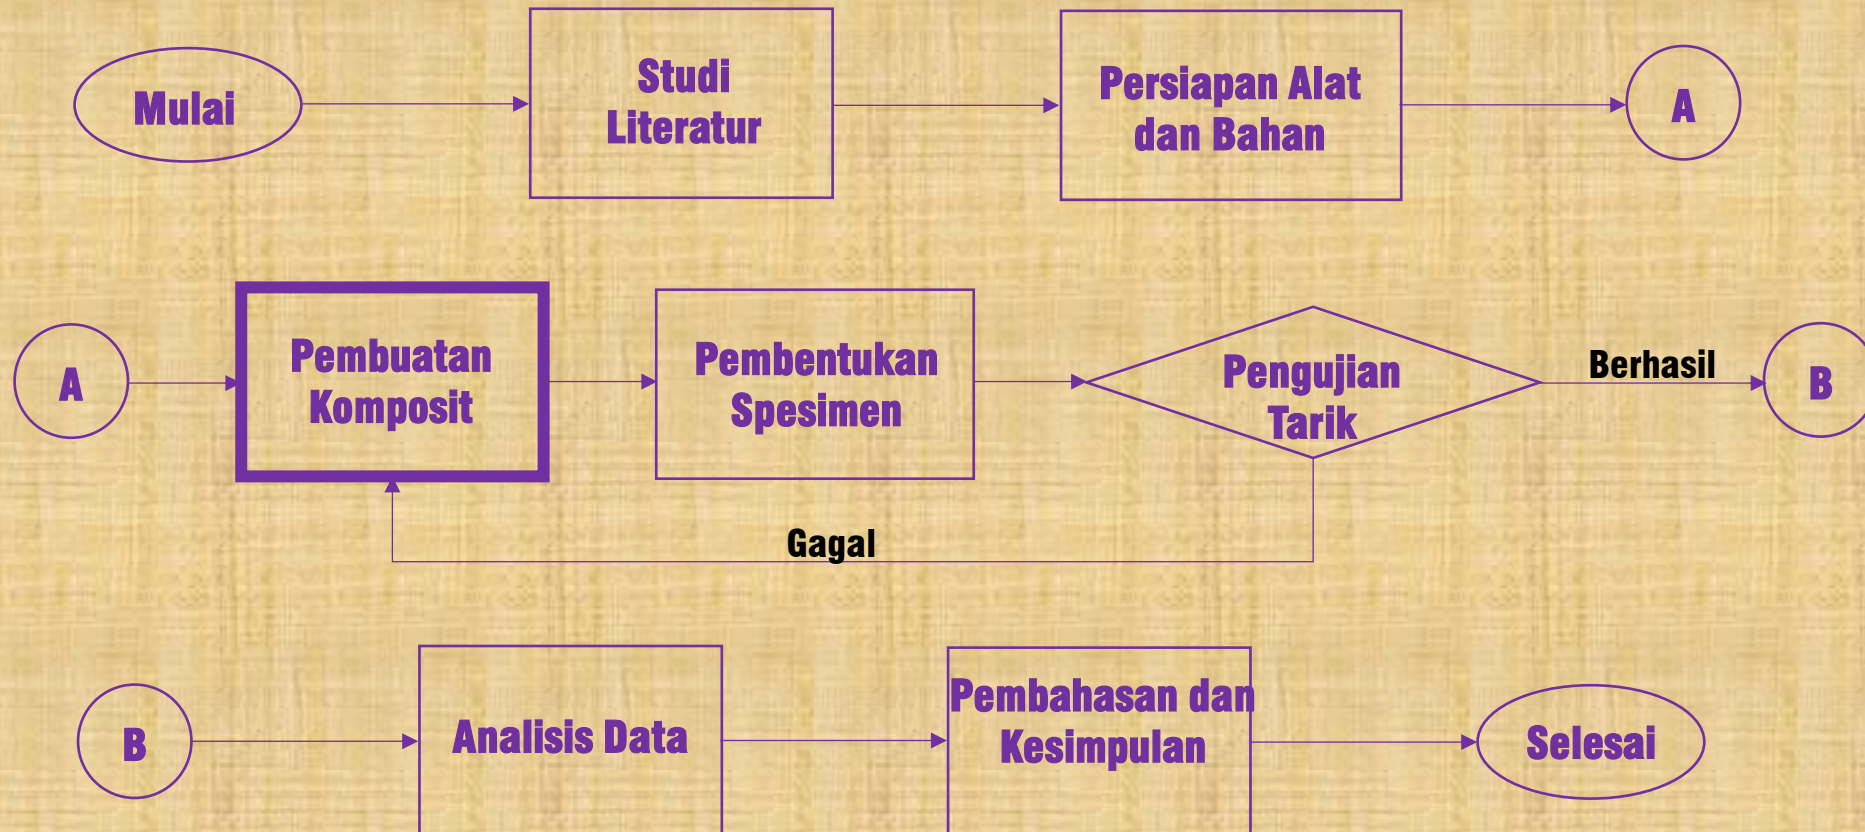 Mulai
Studi
Literatur
Persiapan Alat
dan Bahan
A
A
Pembuatan
Komposit
Pembentukan
Spesimen
Pengujian
Tarik
Berhasil
B
Gagal
B
Analisis Data
Pembahasan dan
Kesimpulan
Selesai